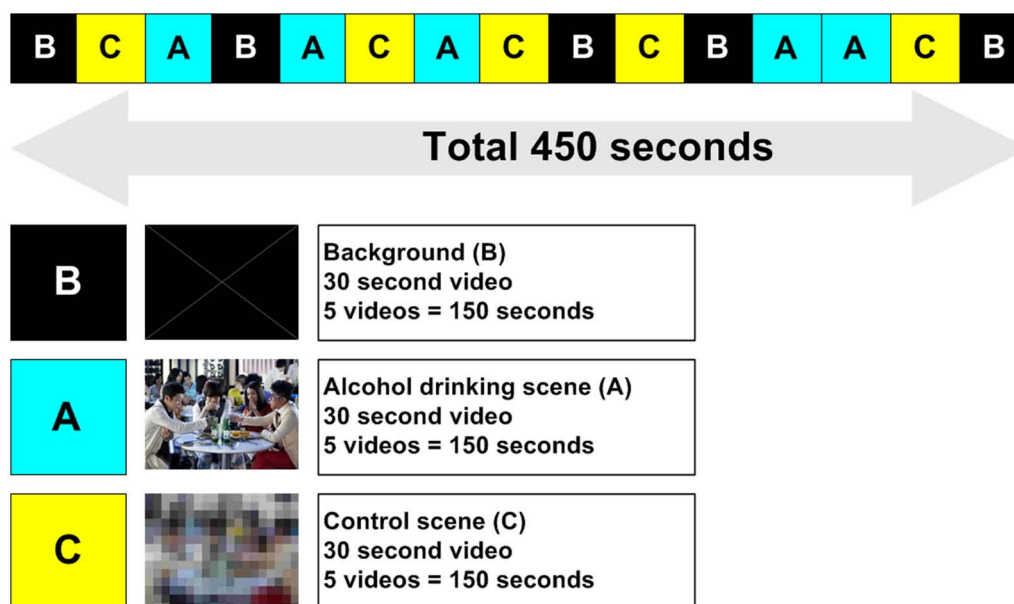 B C A B A C A C B C B A A C B
Total 450 seconds
B
Background (B)
30 second video
5 videos = 150 seconds
A
Alcohol drinking scene (A)
30 second video
5 videos = 150 seconds
C
Control scene (C)
30 second video
5 videos = 150 seconds